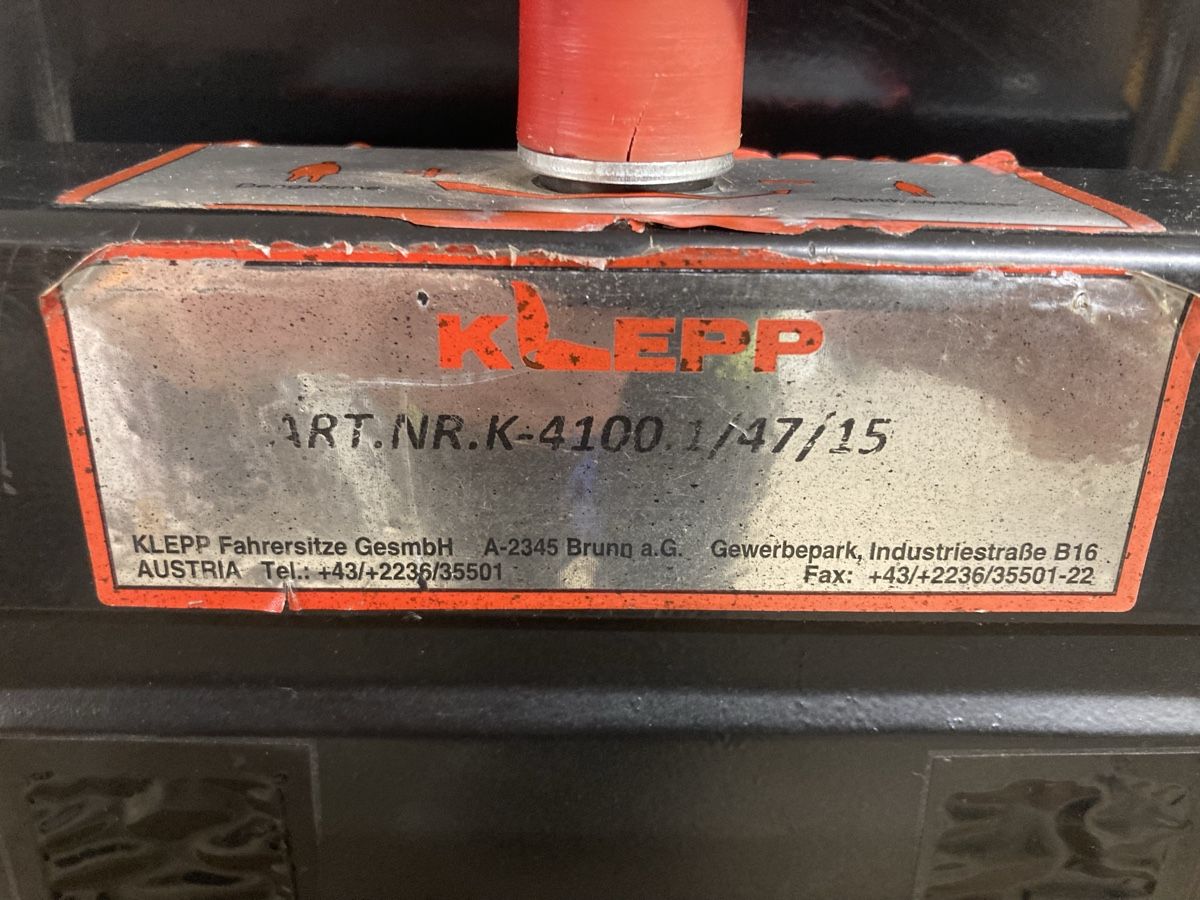 KLEPP
ART.NR.K-4100.1/47/15
KLEPP Fahrersitze GesmbH A-2345 Brunn a.G. Gewerbepark, Industriestraße B16
AUSTRIA Tel.: +43/+2236/35501 Fax: +43/+2236/35501-22